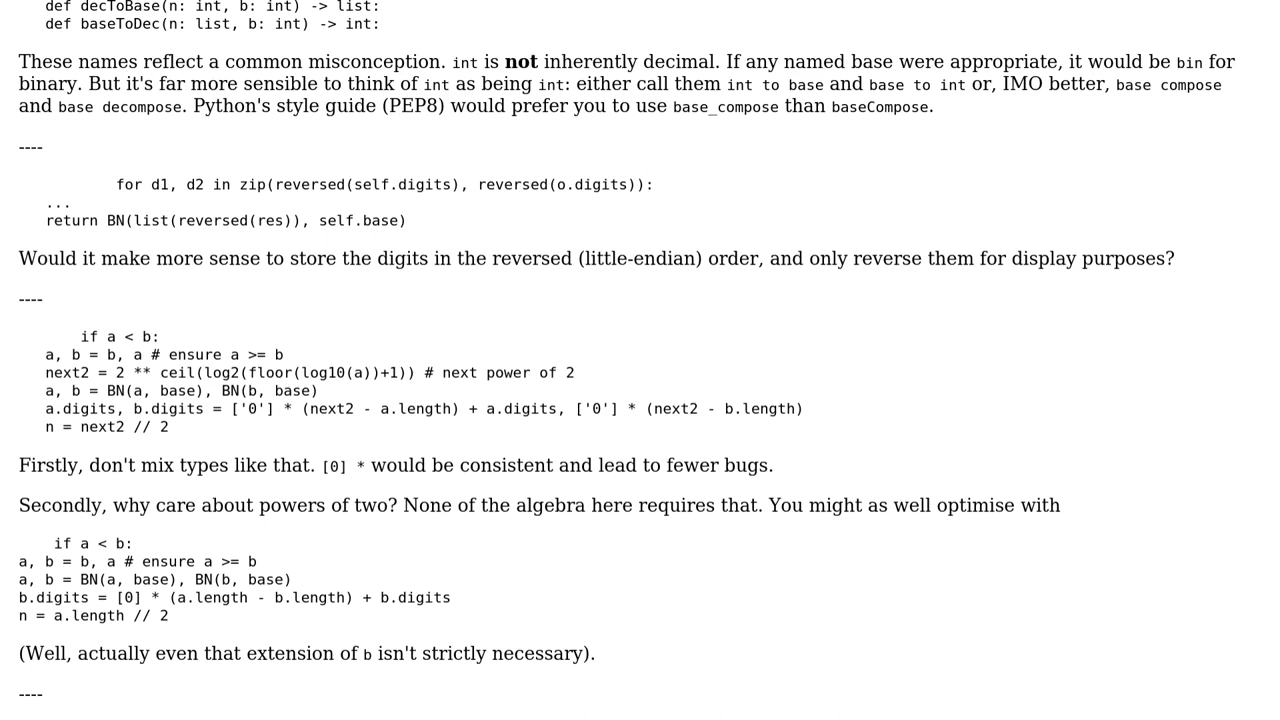 def decToBase(n: int, b: int) -> list:
def baseToDec(n: list, b: int) -> int:
These names reflect a common misconception. int is not inherently decimal. If any named base were appropriate, it would be bin for
binary. But it's far more sensible to think of int as being int: either call them int to base and base to int or, IMO better, base compose
and base decompose. Python's style guide (PEP8) would prefer you to use base_compose than baseCompose.
----
for d1, d2 in zip(reversed(self.digits), reversed(o.digits)):
...
return BN(list(reversed(res)), self.base)
Would it make more sense to store the digits in the reversed (little-endian) order, and only reverse them for display purposes?
----
if a < b:
a, b = b, a # ensure a >= b
next2 = 2 ** ceil(log2(floor(log10(a))+1)) # next power of 2
a, b = BN(a, base), BN(b, base)
a.digits, b.digits = ['0'] * (next2 - a.length) + a.digits, ['0'] * (next2 - b.length)
n = next2 // 2
Firstly, don't mix types like that. [0] * would be consistent and lead to fewer bugs.
Secondly, why care about powers of two? None of the algebra here requires that. You might as well optimise with
if a < b:
a, b = b, a # ensure a >= b
a, b = BN(a, base), BN(b, base)
b.digits = [0] * (a.length - b.length) + b.digits
n = a.length // 2
(Well, actually even that extension of b isn't strictly necessary).
----